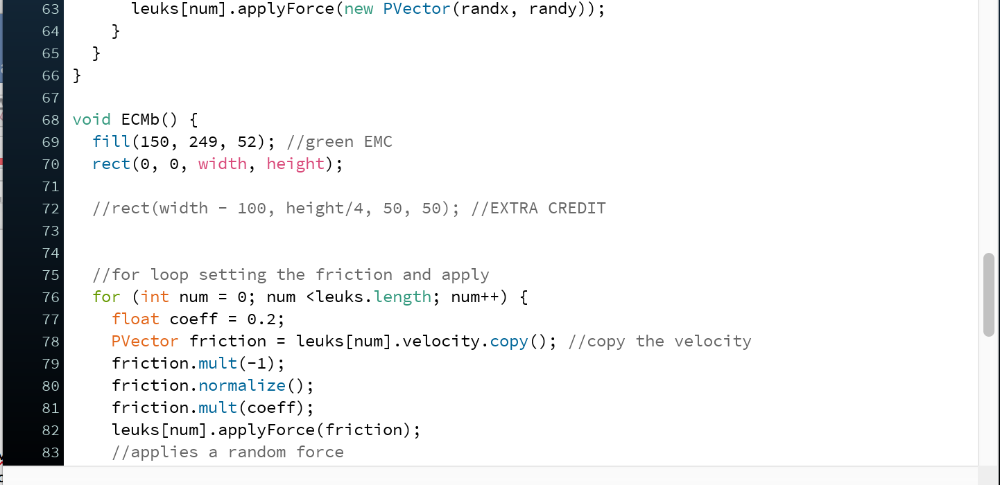 63 leuks[num].applyForce(new PVector(randx, randy));
64 }
65 }
66 }
67
68 void ECMb() {
69 fill(150, 249, 52); //green EMC
70 rect(0, 0, width, height);
71
72 //rect(width - 100, height/4, 50, 50); //EXTRA CREDIT
73
74
75 //for loop setting the friction and apply
76 for (int num = 0; num <leuks.length; num++) {
77 float coeff = 0.2;
78 PVector friction = leuks[num].velocity.copy(); //copy the velocity
79 friction.mult(-1);
80 friction.normalize();
81 friction.mult(coeff);
82 leuks[num].applyForce(friction);
83 //applies a random force